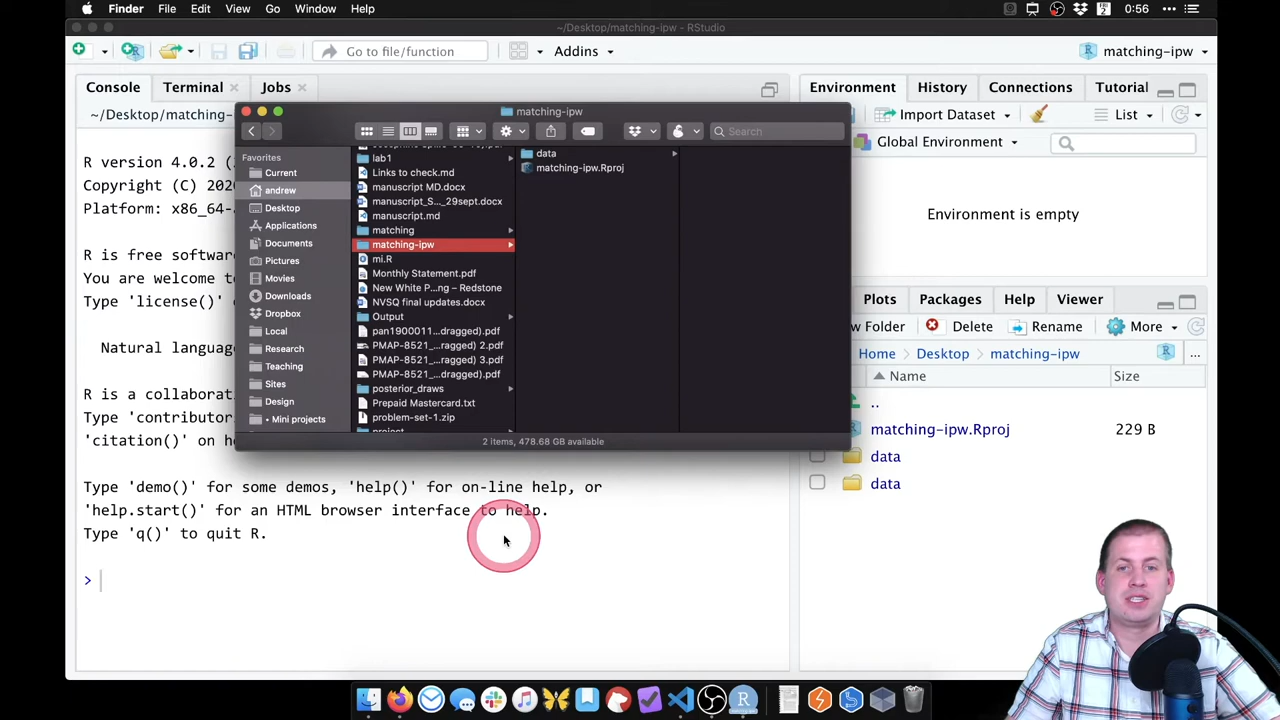 Finder File Edit View Go Window Help
2 0:56
~/Desktop/matching-ipw - RStudio
Go to file/function Addins matching-ipw
Console Terminal Jobs
~/Desktop/matching-
R version 4.0.2 (
Copyright (C) 202
Platform: x86_64-
R is free software
You are welcome t
Type 'license()'
Natural languag
R is a collaborat
Type 'contributor
'citation()' on h
Type 'demo()' for some demos, 'help()' for on-line help, or
'help.start()' for an HTML browser interface to help.
Type 'q()' to quit R.
>
matching-ipw
Search
Favorites
Current
andrew
Desktop
Applications
Documents
Pictures
Movies
Downloads
Dropbox
Local
Research
Teaching
Sites
Design
• Mini projects
lab1
Links to check.md
manuscript MD.docx
manuscript_S..._29sept.docx
manuscript.md
matching
matching-ipw
mi.R
Monthly Statement.pdf
New White P...ng – Redstone
NVSQ final updates.docx
Output
pan1900011...dragged).pdf
PMAP-8521_...ragged) 2.pdf
PMAP-8521_...ragged) 3.pdf
PMAP-8521_...dragged).pdf
posterior_draws
Prepaid Mastercard.txt
problem-set-1.zip
project
data
matching-ipw.Rproj
2 items, 478.68 GB available
Environment History Connections Tutorial
Import Dataset List
Global Environment
Environment is empty
Plots Packages Help Viewer
w Folder Delete Rename More
Home Desktop matching-ipw
Name Size
..
matching-ipw.Rproj 229 B
data
data